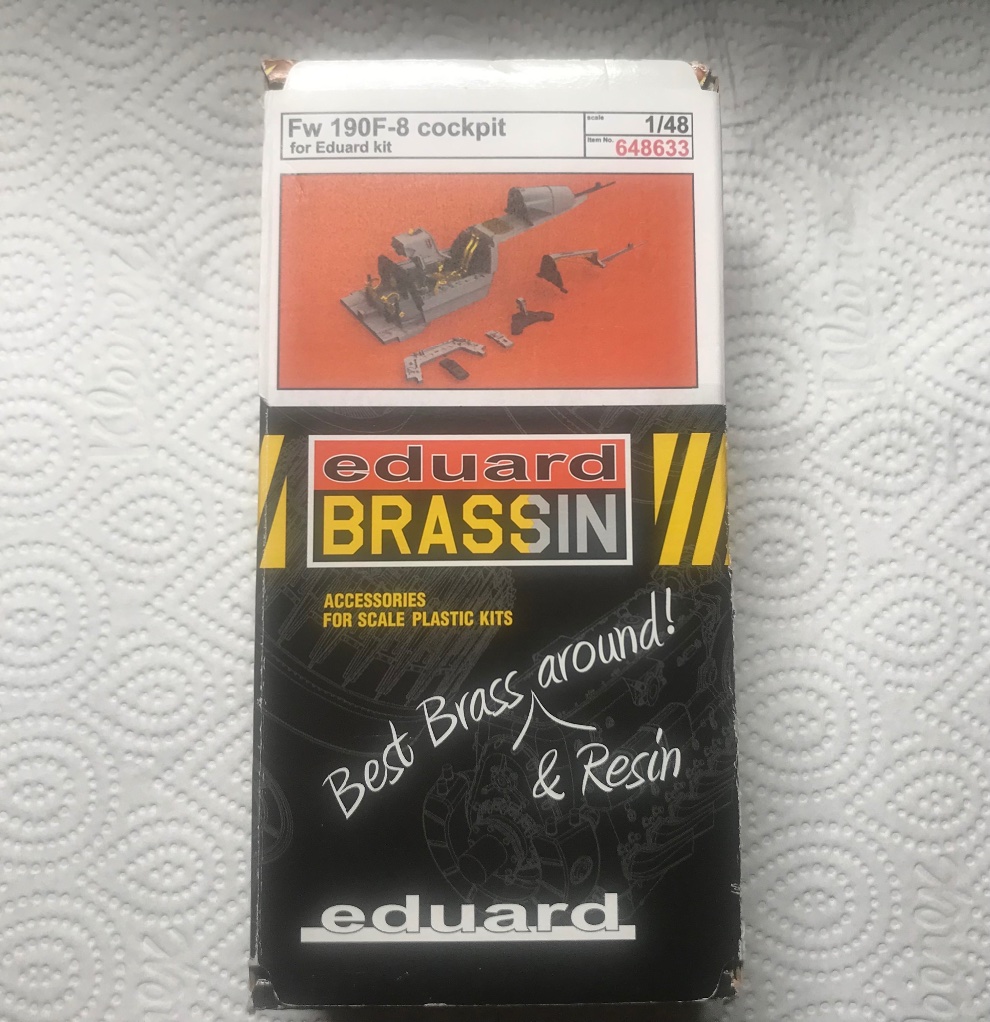 Fw 190F-8 cockpit
for Eduard kit
scale
1/48
Item No.
648633
eduard
BRASSIN
ACCESSORIES
FOR SCALE PLASTIC KITS
Best Brass around!
& Resin
eduard